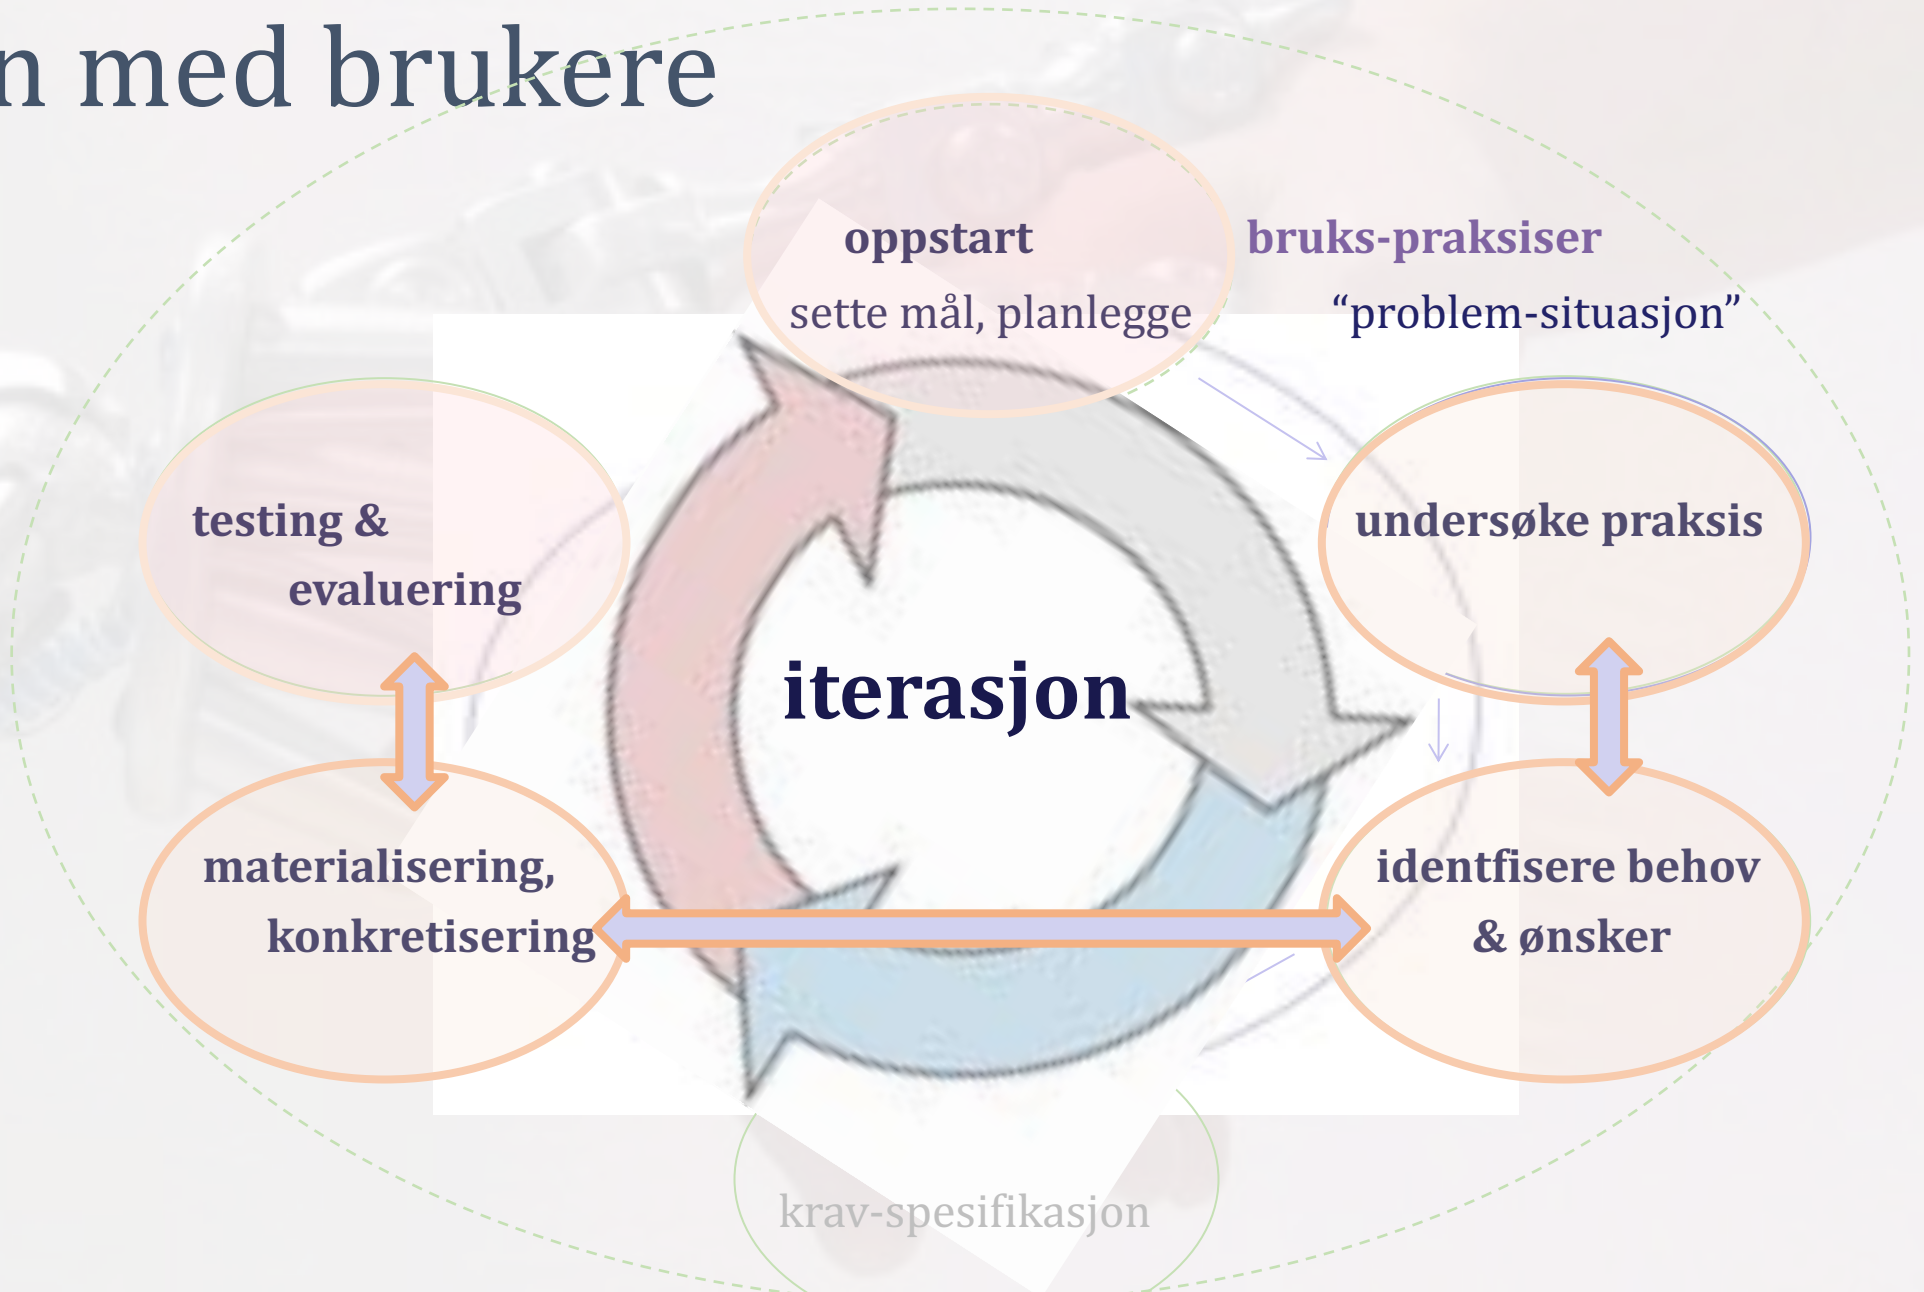 n med brukere
oppstart
sette mål, planlegge
bruks-praksiser
“problem-situasjon”
testing &
evaluering
undersøke praksis
iterasjon
materialisering,
konkretisering
identfisere behov
& ønsker
krav-spesifikasjon